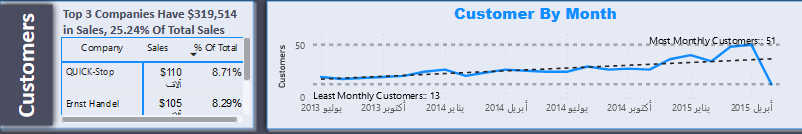 Customers
Top 3 Companies Have $319,514
in Sales, 25.24% Of Total Sales
Company Sales % Of Total
QUICK-Stop $110 ألف 8.71%
Ernst Handel $105 ألف 8.29%
Customer By Month
Customers
50
0
Most Monthly Customers:: 51
Least Monthly Customers:: 13
يوليو 2013 أكتوبر 2013 يناير 2014 أبريل 2014 يوليو 2014 أكتوبر 2014 يناير 2015 أبريل 2015